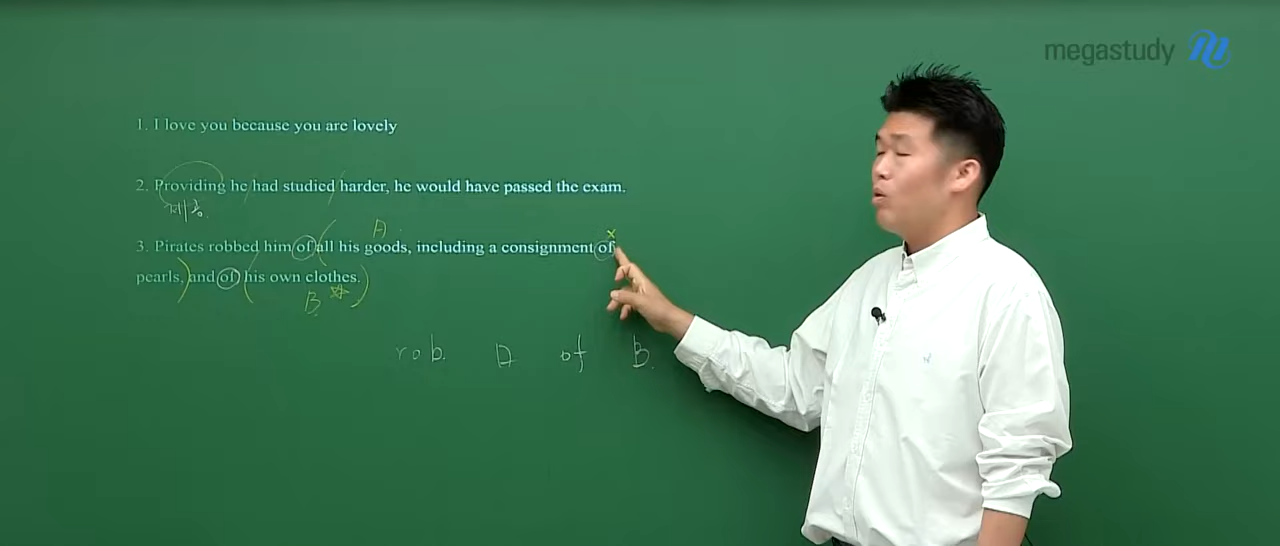 megastudy
1. I love you because you are lovely
2. Providing he had studied harder, he would have passed the exam.
A
3. Pirates robbed him of all his goods, including a consignment of
pearls, and of his own clothes.
B
rob A of B